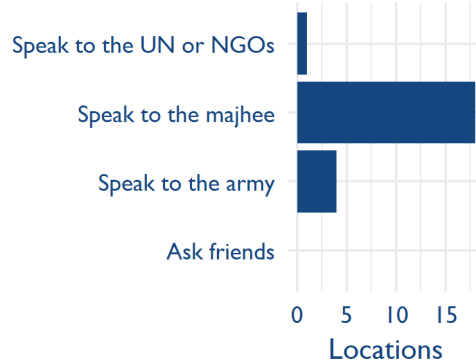 Speak to the UN or NGOs
Speak to the majhee
Speak to the army
Ask friends
0 5 10 15
Locations